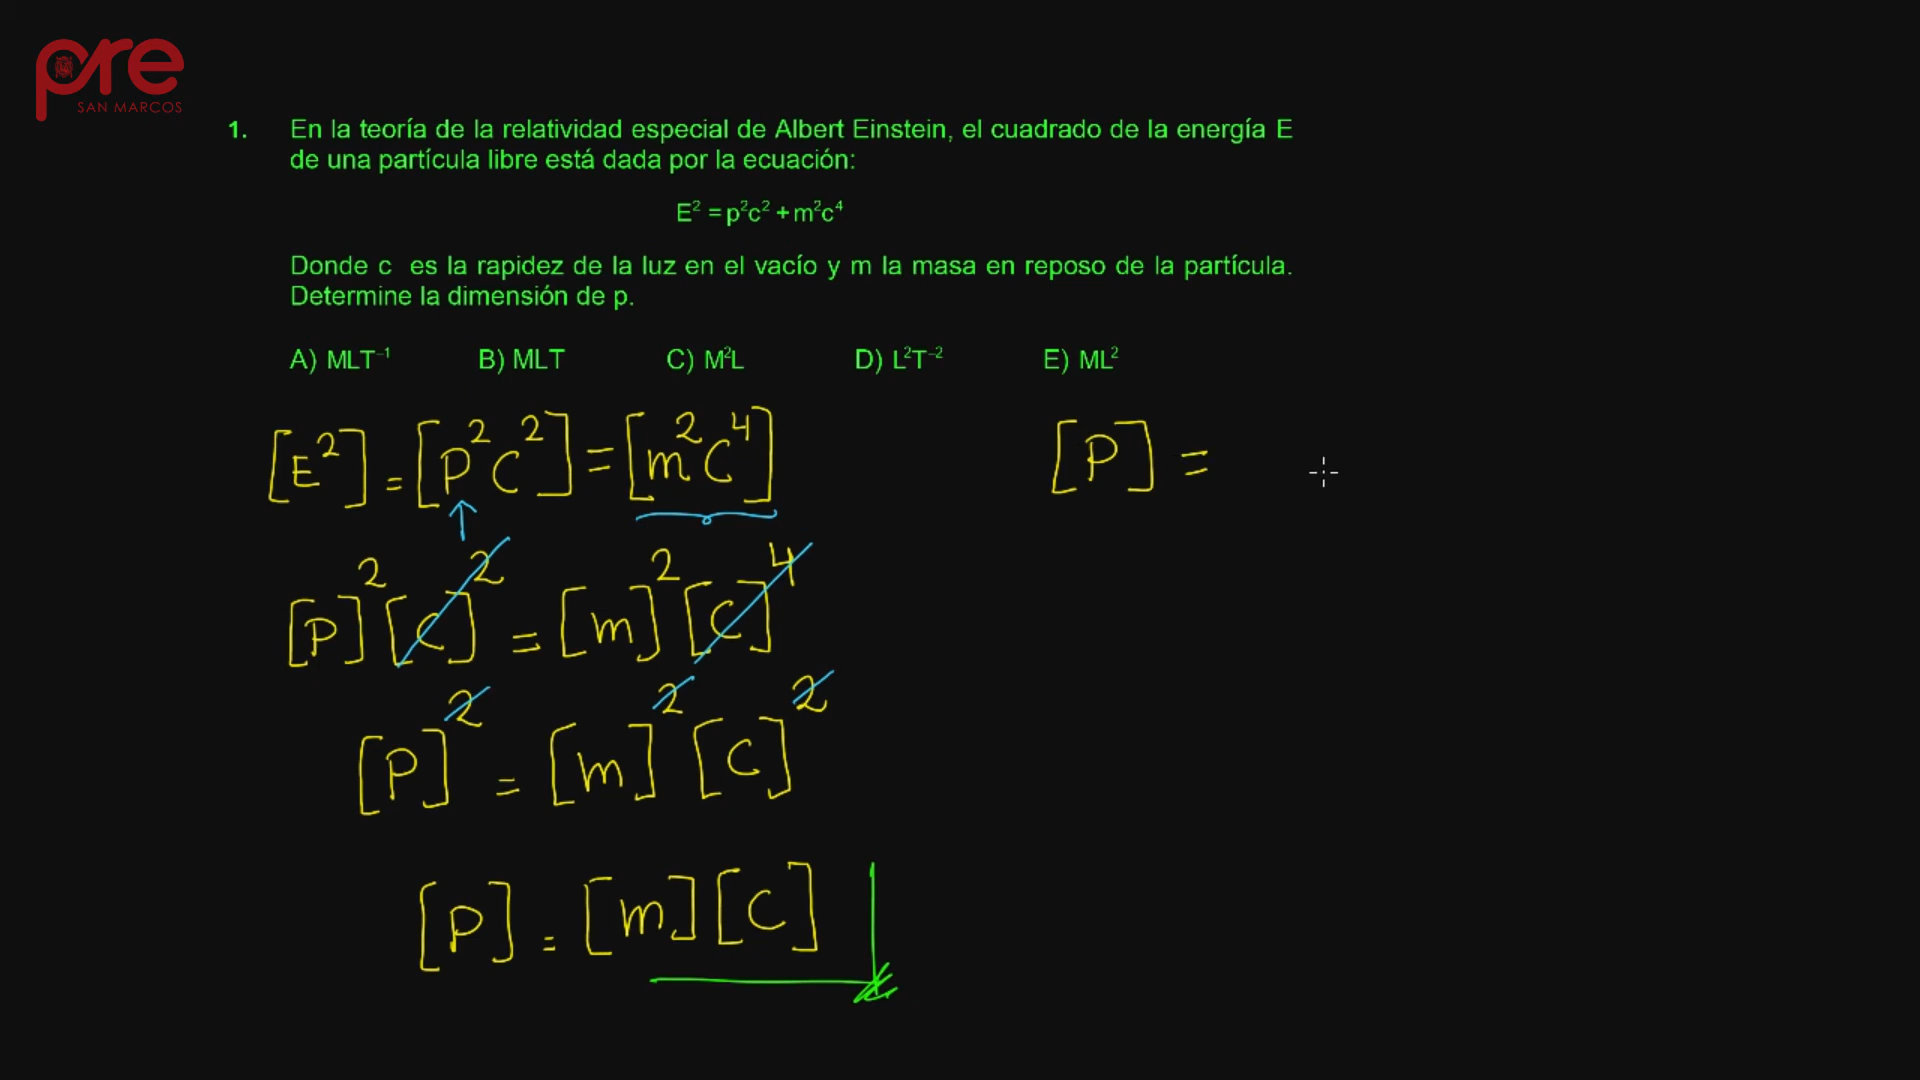 pre
SAN MARCOS
1. En la teoría de la relatividad especial de Albert Einstein, el cuadrado de la energía E
de una partícula libre está dada por la ecuación:
E² = p²c² + m²c⁴
Donde c es la rapidez de la luz en el vacío y m la masa en reposo de la partícula.
Determine la dimensión de p.
A) MLT⁻¹ B) MLT C) M²L D) L²T⁻² E) ML²
[E²] = [P²C²] = [m²C⁴]
[P]²[C]² = [m]²[C]⁴
[P]² = [m]²[C]²
[P] = [m][C]
[P] =